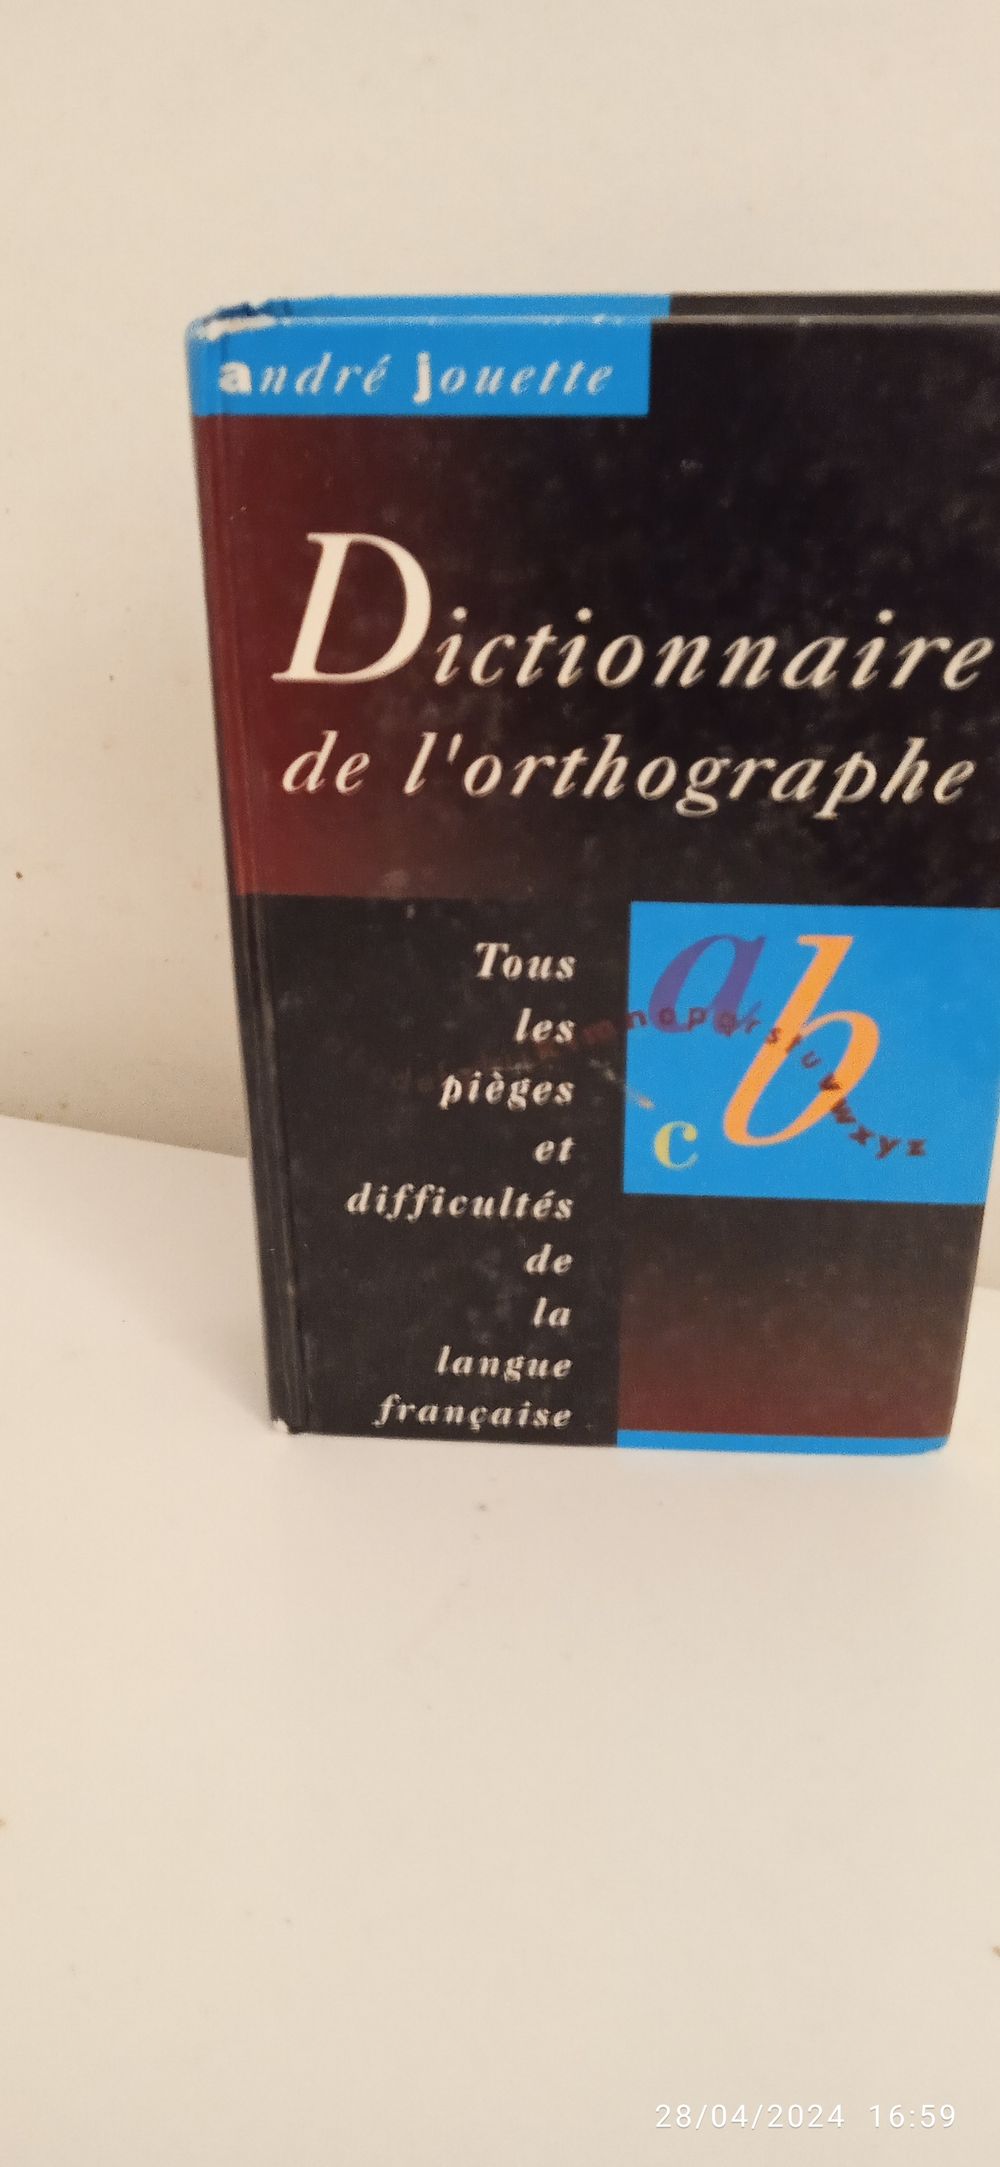 andré jouette
Dictionnaire
de l'orthographe
Tous
les
pièges
et
difficultés
de
la
langue
française
a b
c
n o p q r s t u v w x y z
28/04/2024 16:59